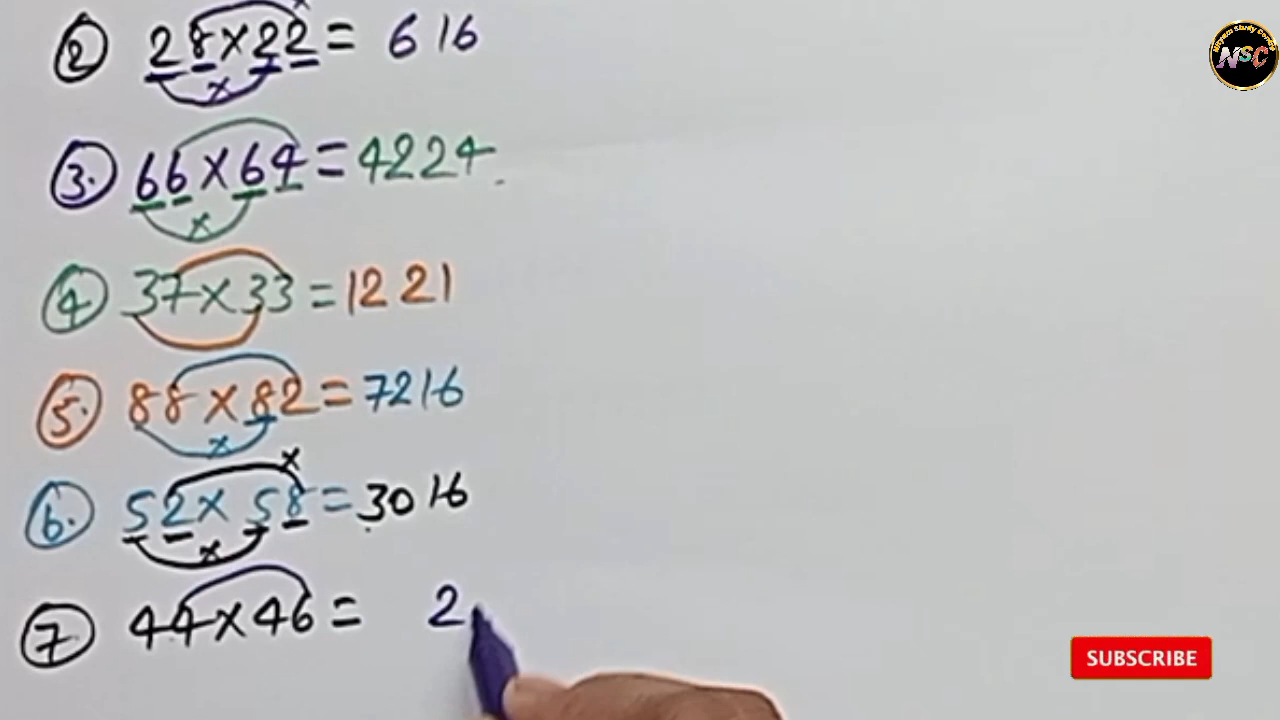 ② 28×22= 616
③. 66×64=4224.
④ 37×33=1221
⑤. 88×82=7216
⑥. 52×58=3016
⑦ 44×46= 2
NSC
SUBSCRIBE